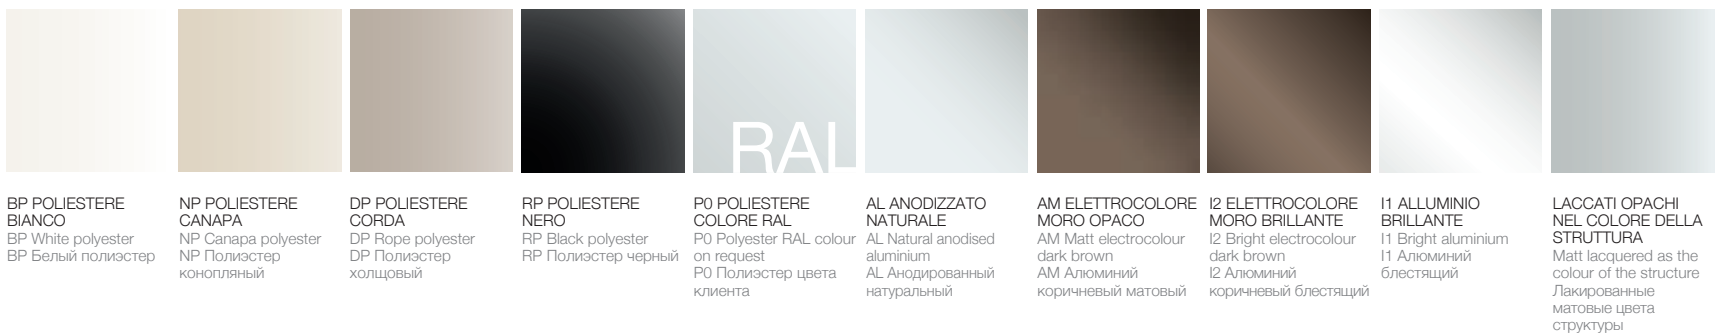 RAL
BP POLIESTERE
BIANCO
BP White polyester
BP Белый полиэстер
NP POLIESTERE
CANAPA
NP Canapa polyester
NP Полиэстер
конопляный
DP POLIESTERE
CORDA
DP Rope polyester
DP Полиэстер
холщовый
RP POLIESTERE
NERO
RP Black polyester
RP Полиэстер черный
P0 POLIESTERE
COLORE RAL
P0 Polyester RAL colour
on request
P0 Полиэстер цвета
клиента
AL ANODIZZATO
NATURALE
AL Natural anodised
aluminium
AL Анодированный
натуральный
AM ELETTROCOLORE
MORO OPACO
AM Matt electrocolour
dark brown
AM Алюминий
коричневый матовый
I2 ELETTROCOLORE
MORO BRILLANTE
I2 Bright electrocolour
dark brown
I2 Алюминий
коричневый блестящий
I1 ALLUMINIO
BRILLANTE
I1 Bright aluminium
I1 Алюминий
блестящий
LACCATI OPACHI
NEL COLORE DELLA
STRUTTURA
Matt lacquered as the
colour of the structure
Лакированные
матовые цвета
структуры